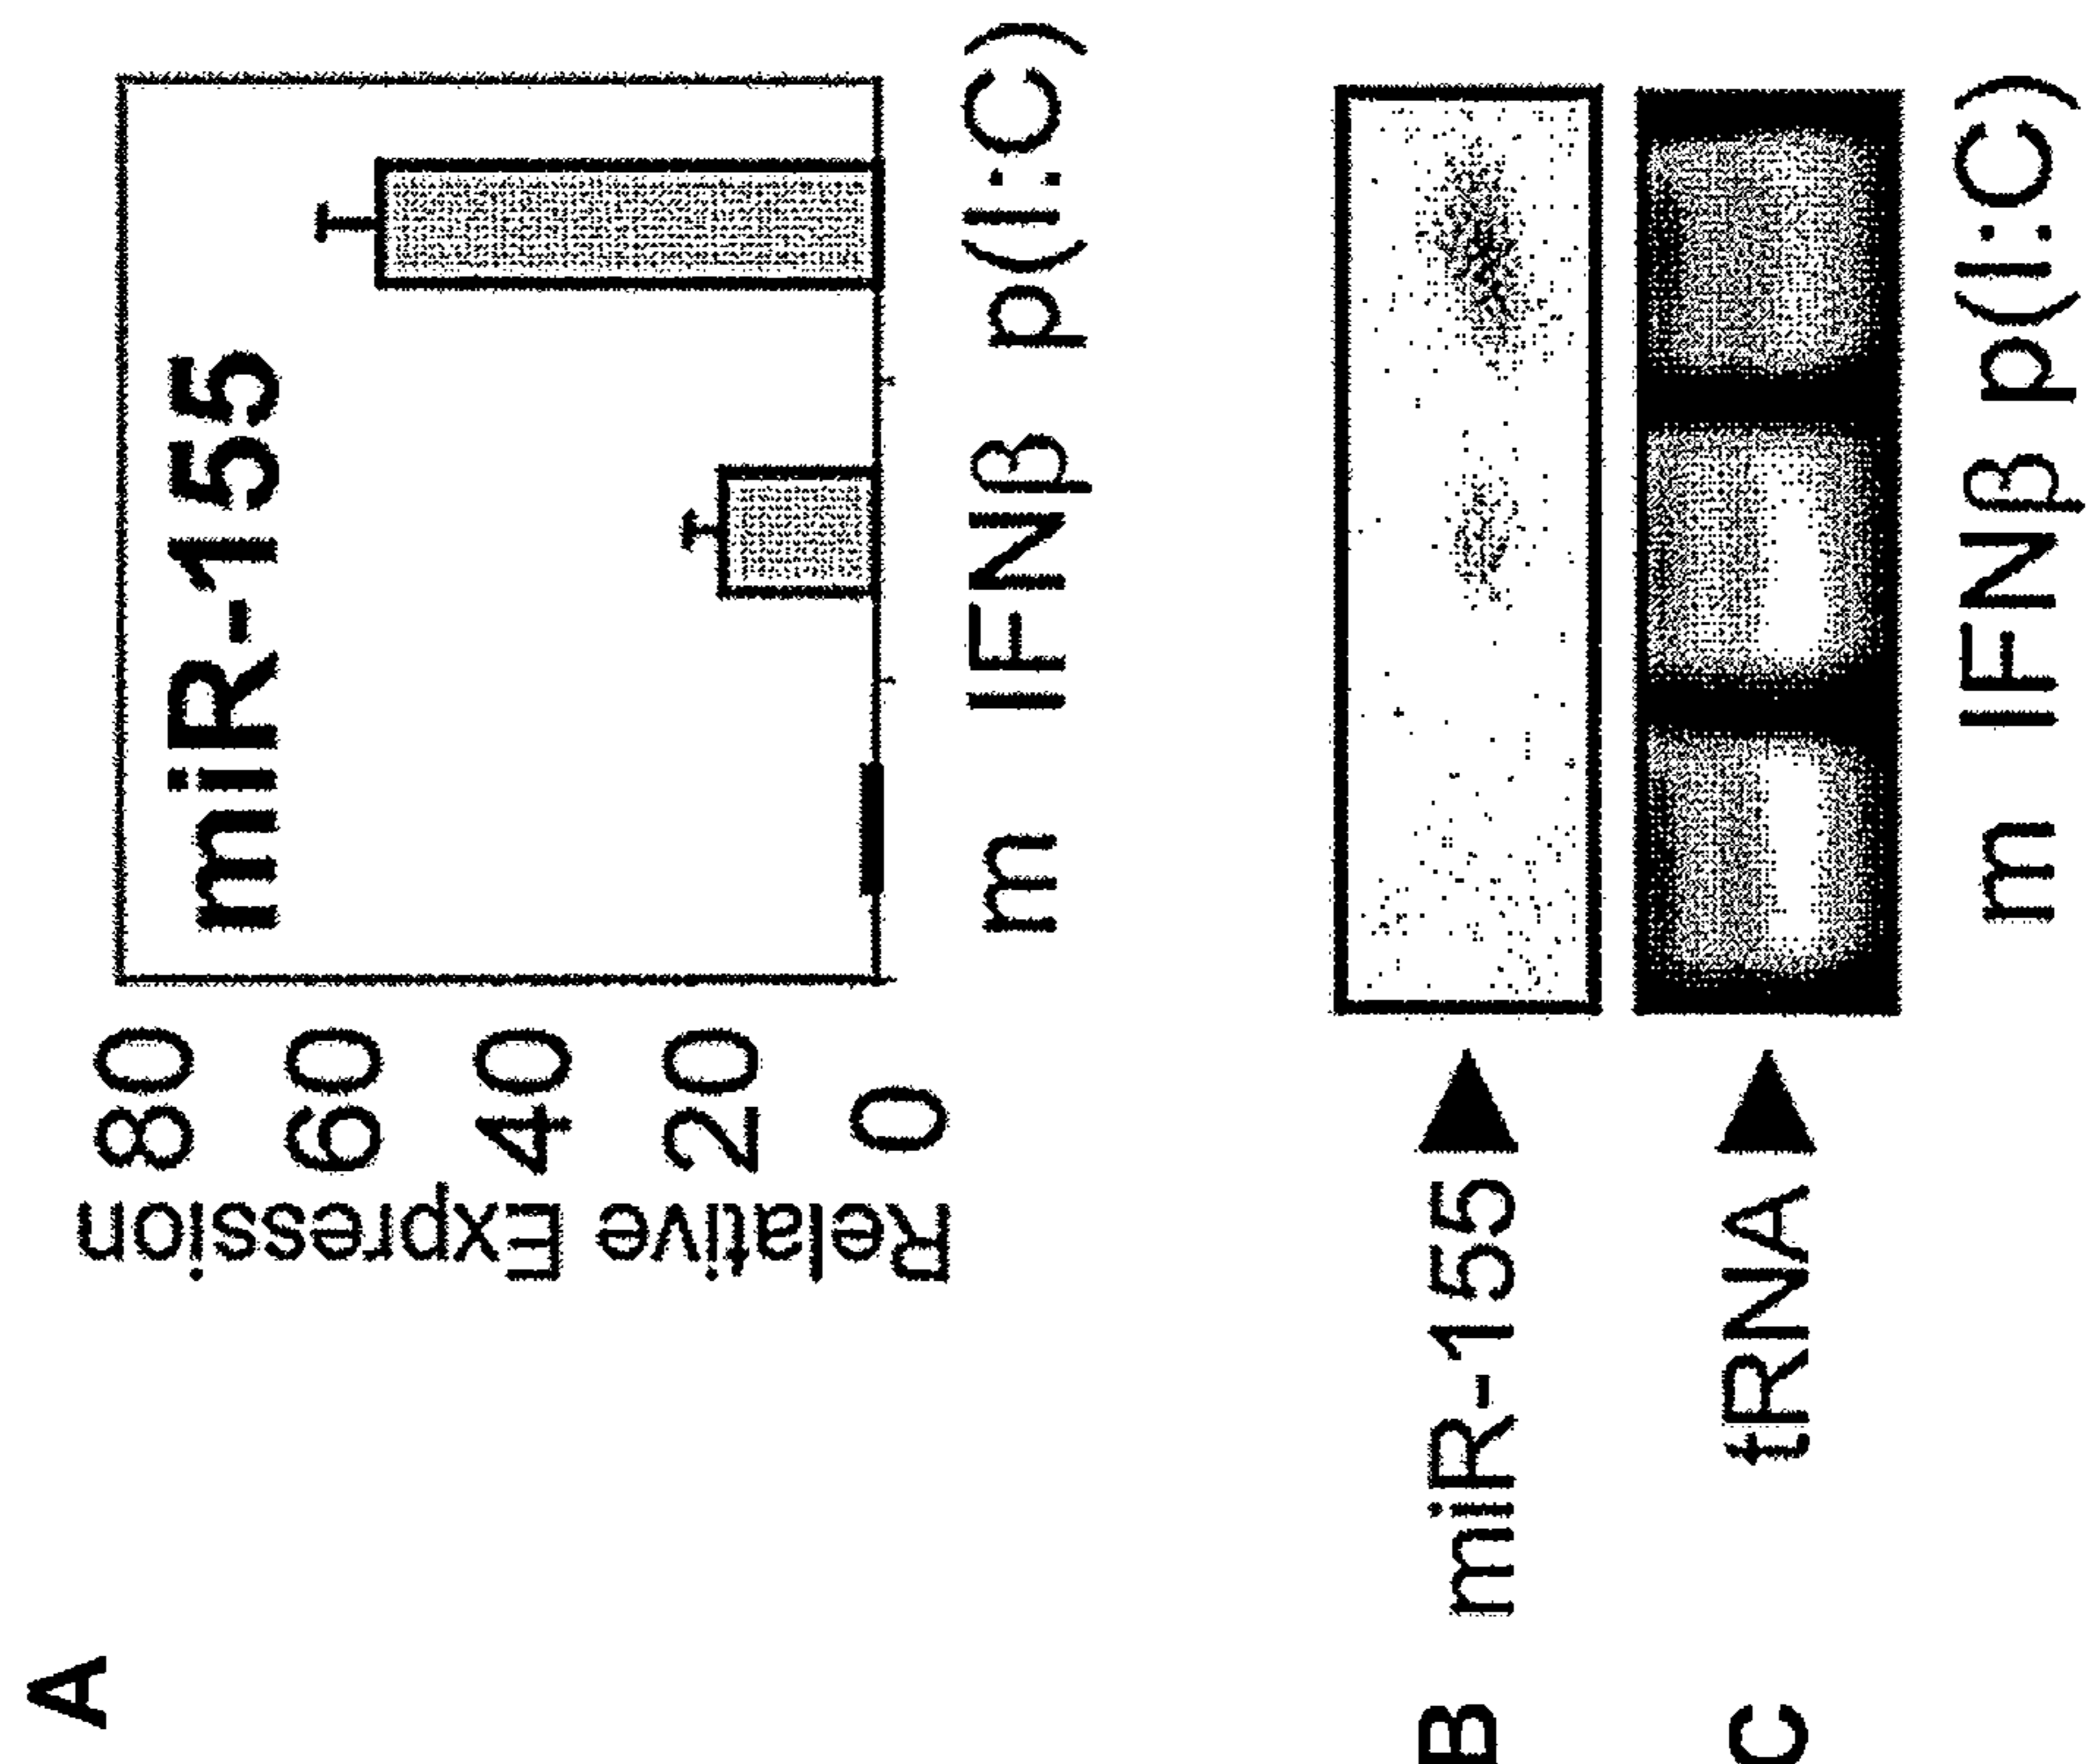 A
Relative Expression
80
60
40
20
0
miR-155
m IFNβ p(I:C)
B miR-155
C tRNA
m IFNβ p(I:C)